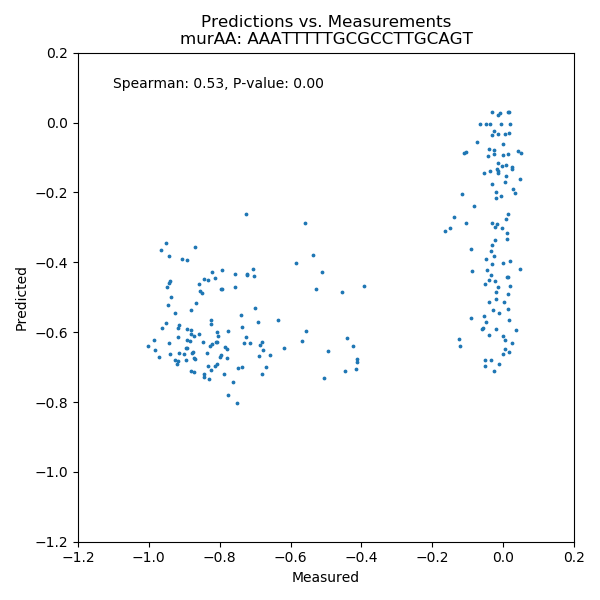 Predictions vs. Measurements
murAA: AAATTTTTGCGCCTTGCAGT
Spearman: 0.53, P-value: 0.00
Predicted
0.2
0.0
−0.2
−0.4
−0.6
−0.8
−1.0
−1.2
−1.2 −1.0 −0.8 −0.6 −0.4 −0.2 0.0 0.2
Measured